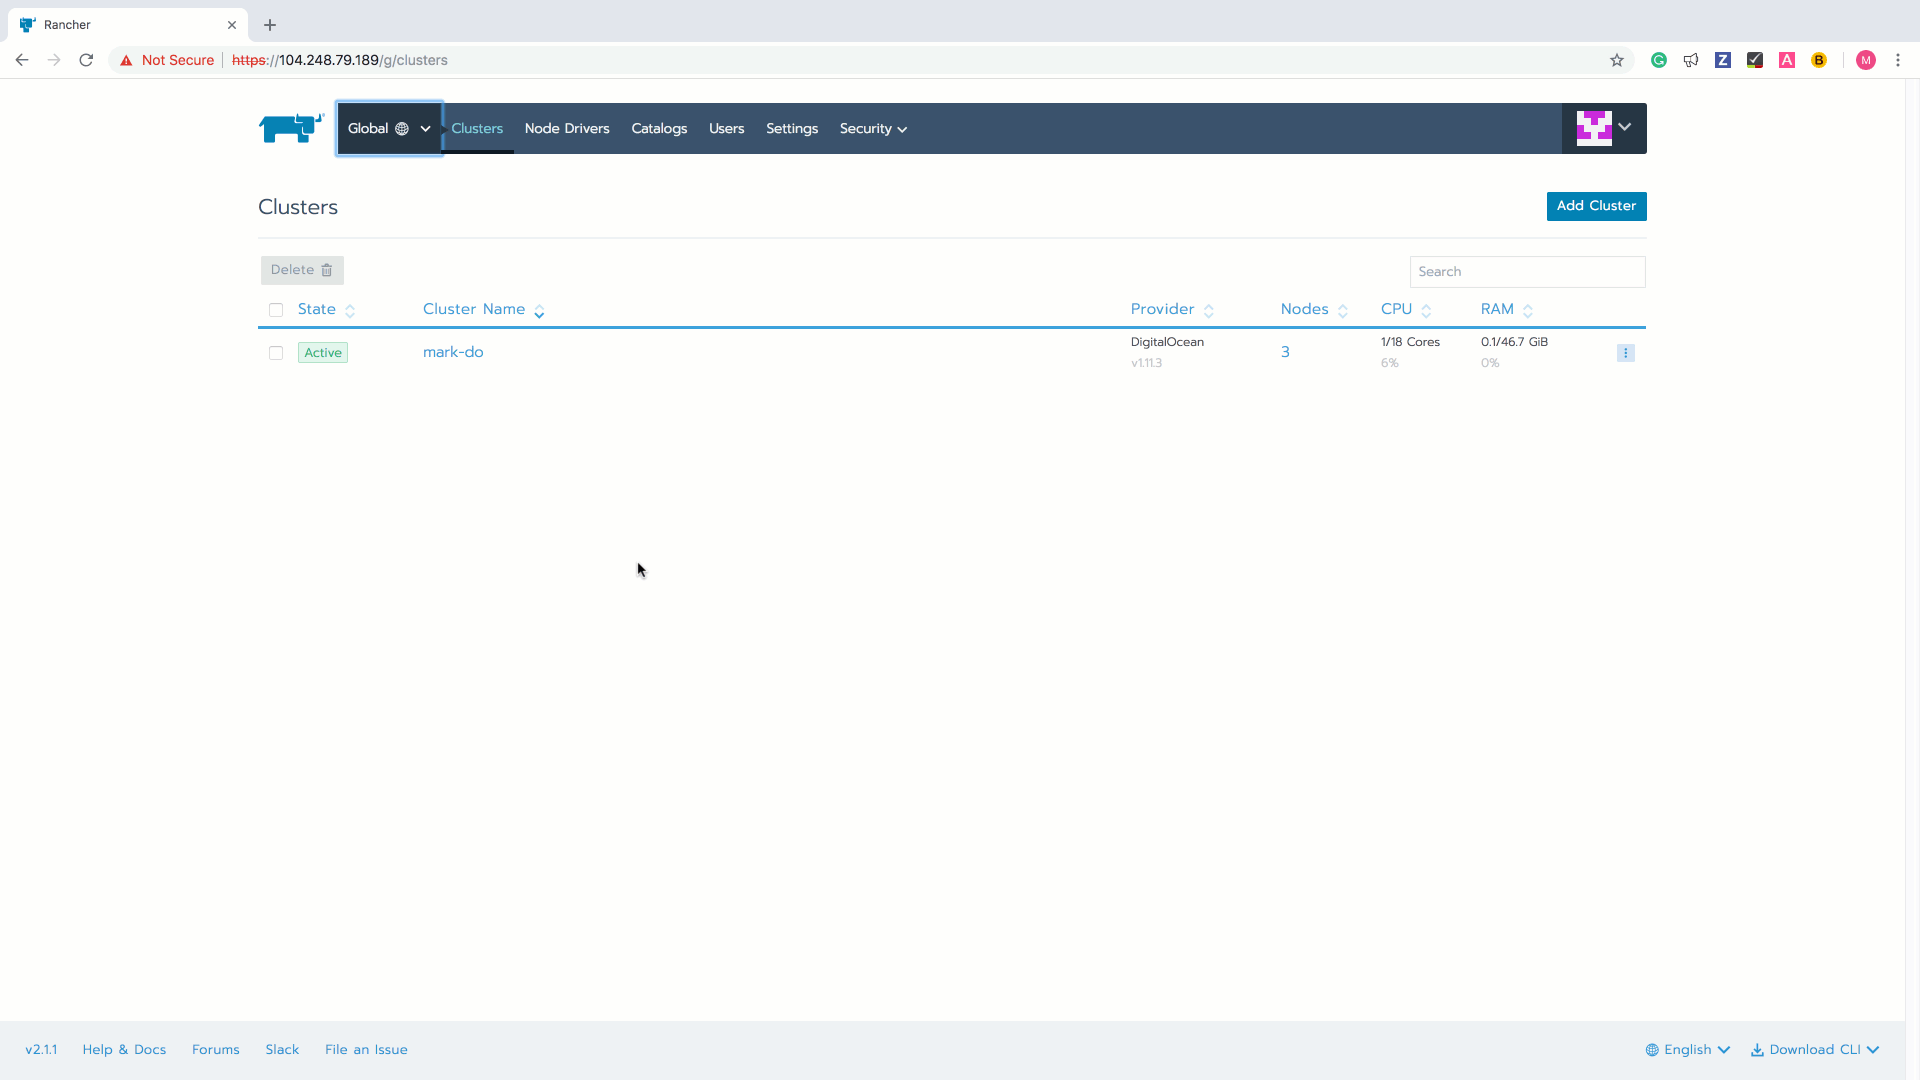 Rancher
Not Secure https://104.248.79.189/g/clusters
Z A B M
Global Clusters Node Drivers Catalogs Users Settings Security
Clusters
Add Cluster
Delete
Search
State Cluster Name Provider Nodes CPU RAM
Active mark-do DigitalOcean 3 1/18 Cores 0.1/46.7 GiB
v1.11.3 6% 0%
v2.1.1 Help & Docs Forums Slack File an Issue English Download CLI